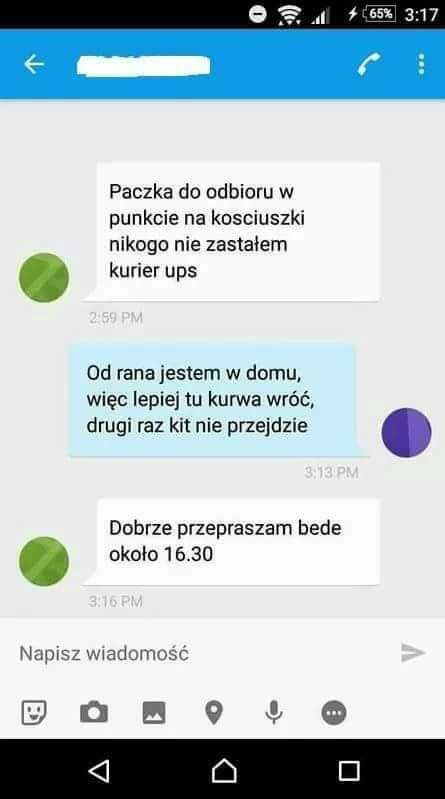 65% 3:17
Paczka do odbioru w
punkcie na kosciuszki
nikogo nie zastałem
kurier ups
2:59 PM
Od rana jestem w domu,
więc lepiej tu kurwa wróć,
drugi raz kit nie przejdzie
3:13 PM
Dobrze przepraszam bede
około 16.30
3:16 PM
Napisz wiadomość